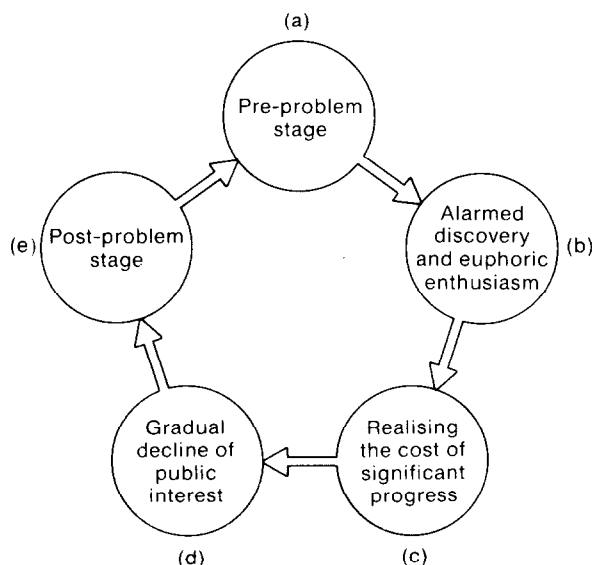 (a)
Pre-problem
stage
Alarmed
discovery
and euphoric
enthusiasm
(b)
Realising
the cost of
significant
progress
(c)
Gradual
decline of
public
interest
(d)
(e)
Post-problem
stage